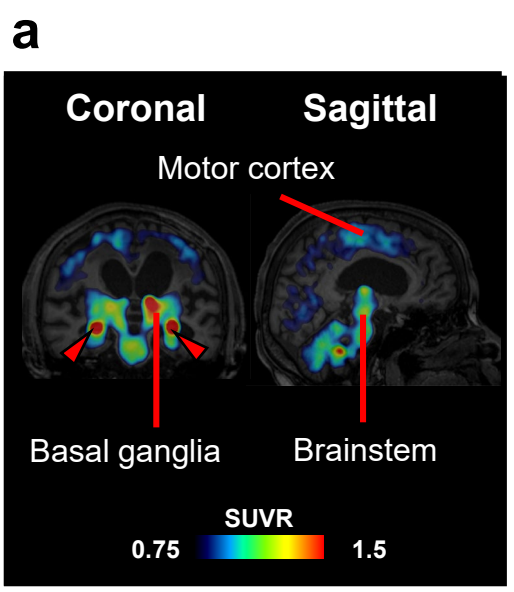 a
Coronal
Sagittal
Motor cortex
Basal ganglia
Brainstem
SUVR
0.75
1.5